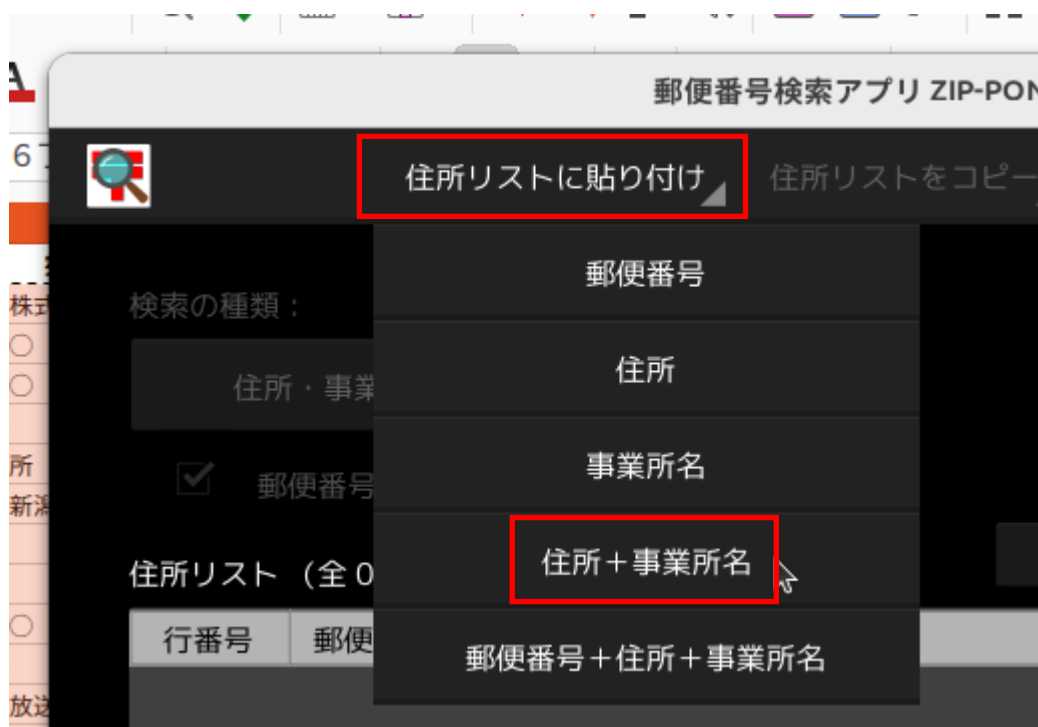 郵便番号検索アプリ ZIP-PON
住所リストに貼り付け
住所リストをコピー
郵便番号
検索の種類：
住所
住所・事業
事業所名
郵便番号
住所＋事業所名
住所リスト （全 0
行番号
郵便
郵便番号＋住所＋事業所名
A
6
株式
〇
〇
所
新潟
〇
放送